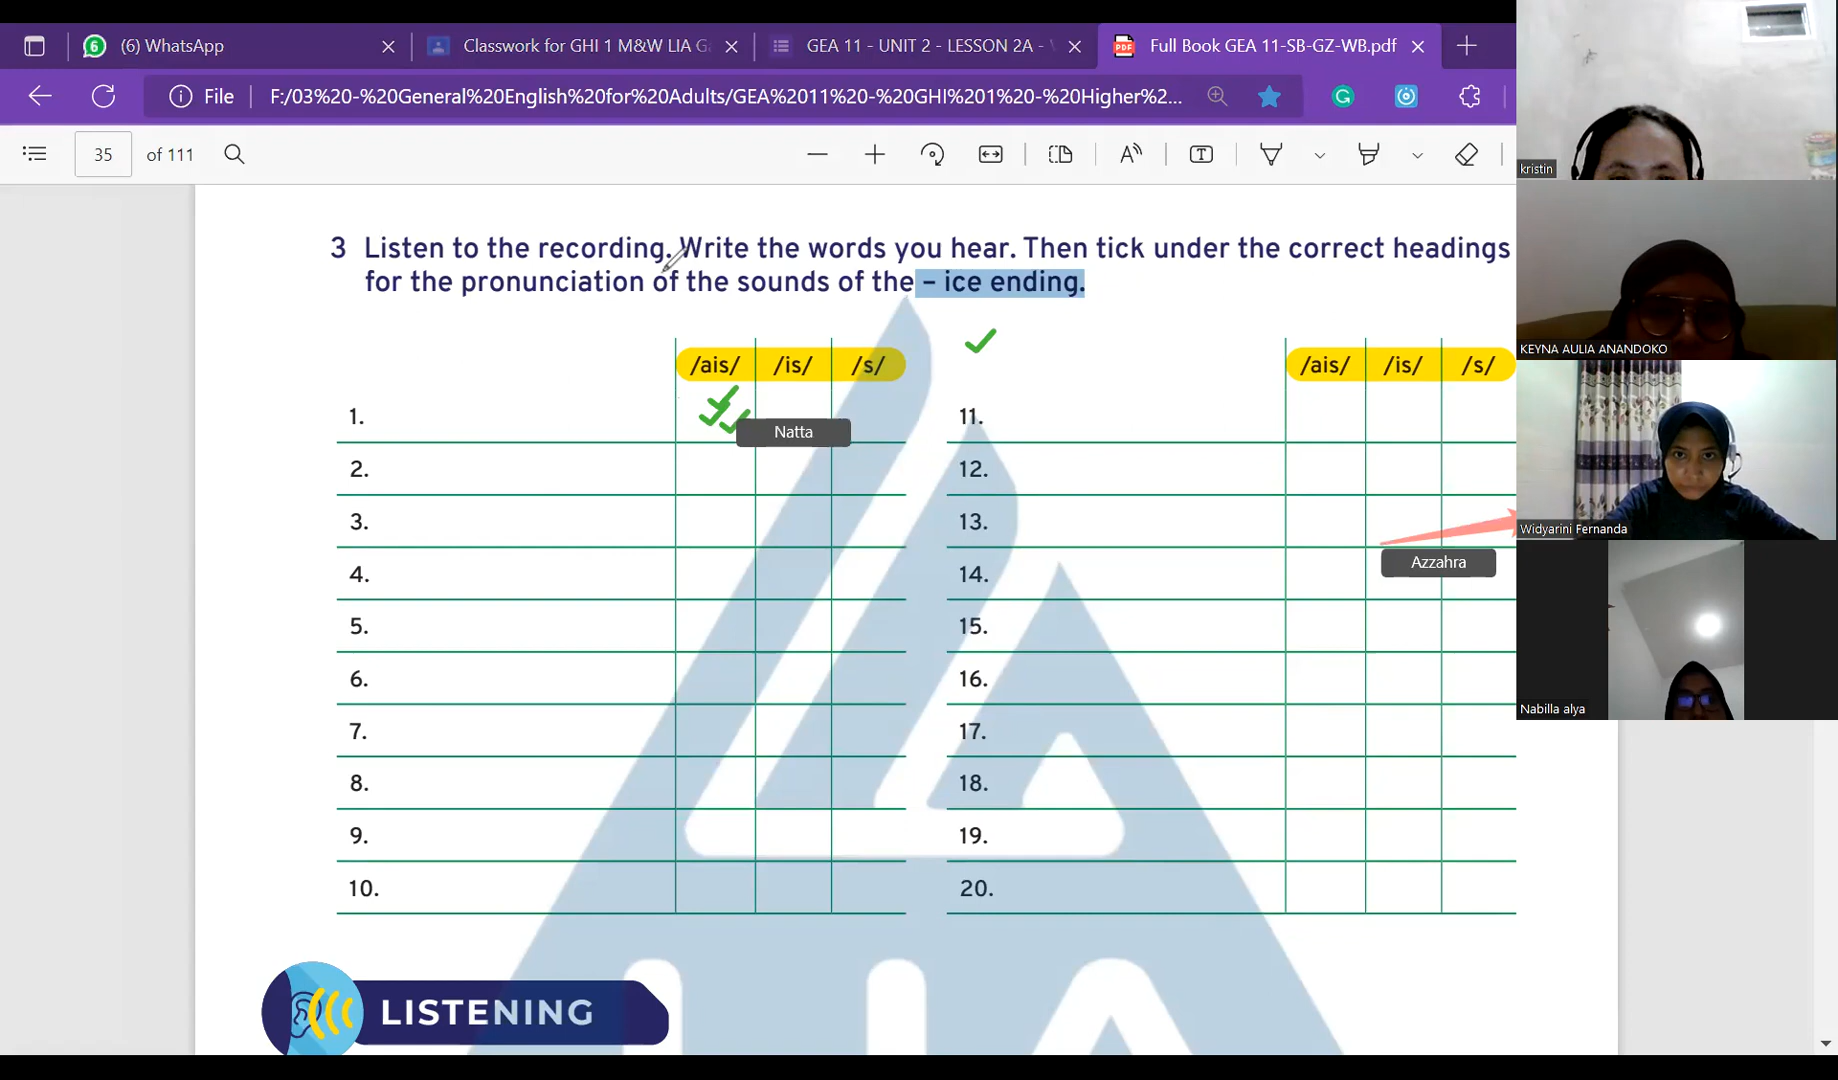 (6) WhatsApp
Classwork for GHI 1 M&W LIA G
GEA 11 - UNIT 2 - LESSON 2A -
Full Book GEA 11-SB-GZ-WB.pdf
File
F:/03%20-%20General%20English%20for%20Adults/GEA%2011%20-%20GHI%201%20-%20Higher%2...
35
of 111
3 Listen to the recording. Write the words you hear. Then tick under the correct headings
for the pronunciation of the sounds of the – ice ending.
/ais/ /is/ /s/
/ais/ /is/ /s/
1.
2.
3.
4.
5.
6.
7.
8.
9.
10.
11.
12.
13.
14.
15.
16.
17.
18.
19.
20.
Natta
Azzahra
LISTENING
LIA
kristin
KEYNA AULIA ANANDOKO
Widyarini Fernanda
Nabilla alya